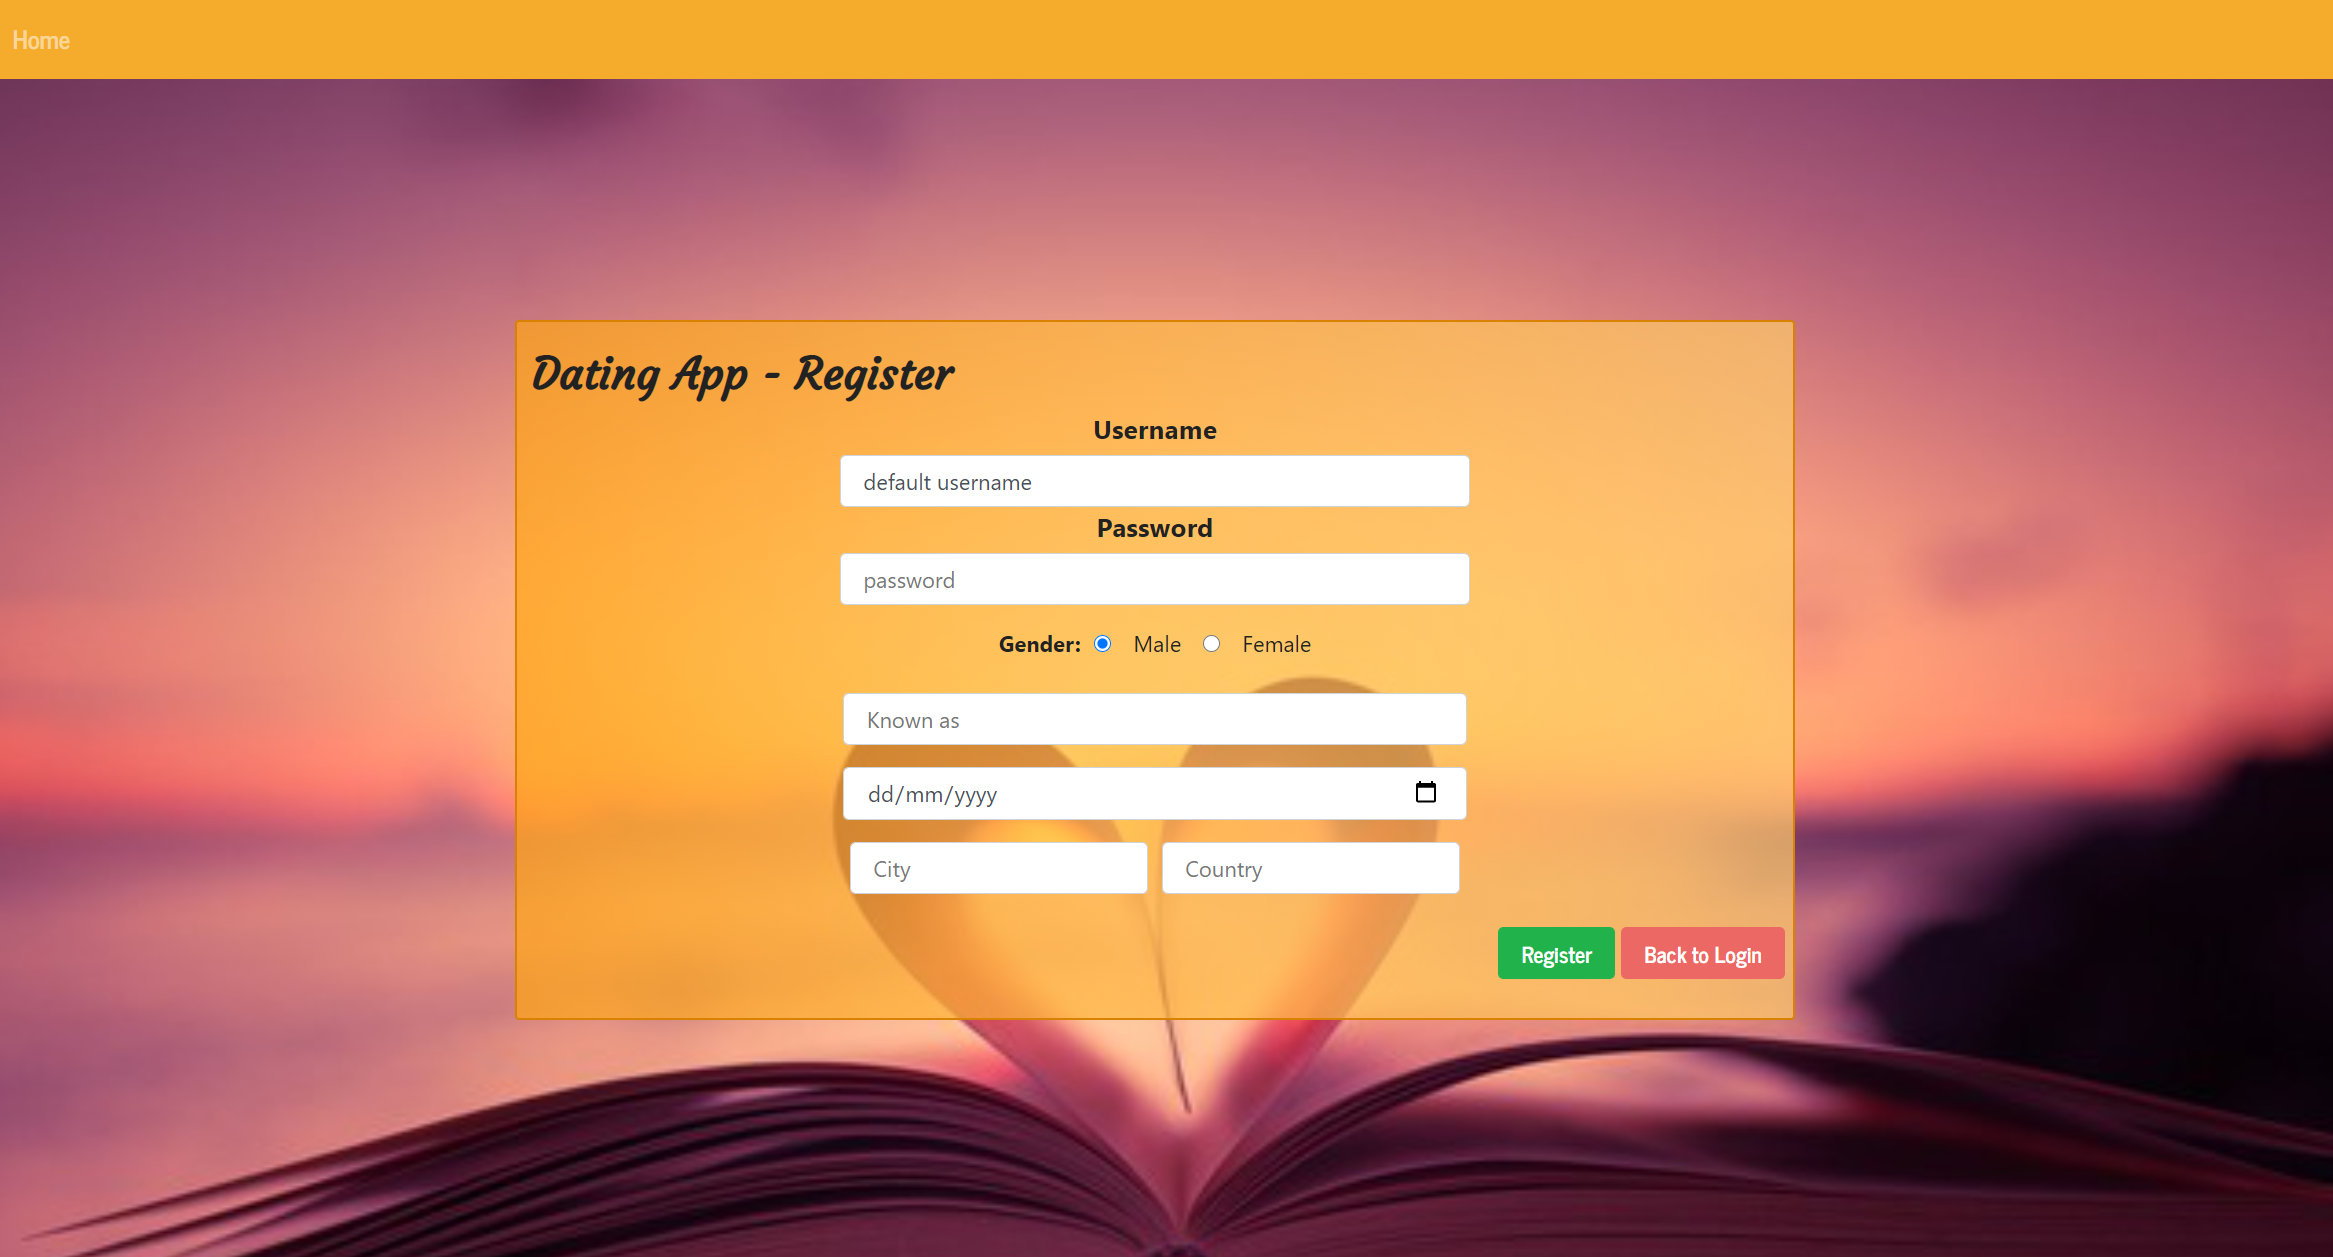 Home
Dating App - Register
Username
default username
Password
password
Gender: Male Female
Known as
dd/mm/yyyy
City Country
Register Back to Login